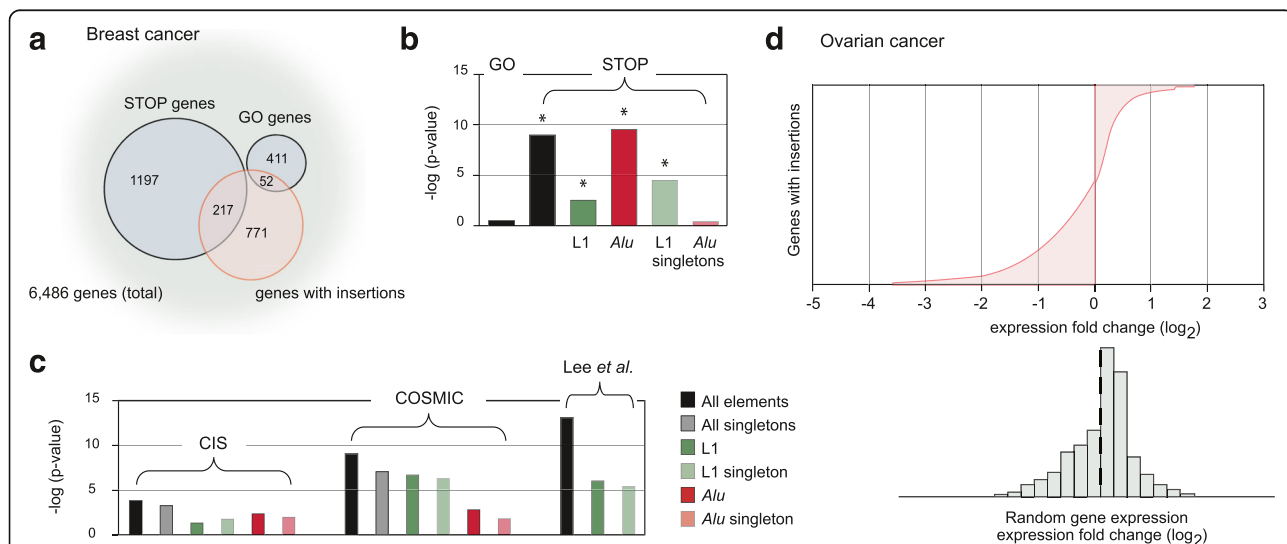 a Breast cancer
STOP genes
GO genes
1197
411
52
217
771
6,486 genes (total)
genes with insertions
b
GO STOP
-log (p-value)
15
10
5
0
* * * *
L1 Alu L1 Alu
singletons
c
-log (p-value)
15
10
5
0
CIS
COSMIC
Lee et al.
All elements
All singletons
L1
L1 singleton
Alu
Alu singleton
d Ovarian cancer
Genes with insertions
-5 -4 -3 -2 -1 0 1 2 3
expression fold change (log2)
Random gene expression
expression fold change (log2)